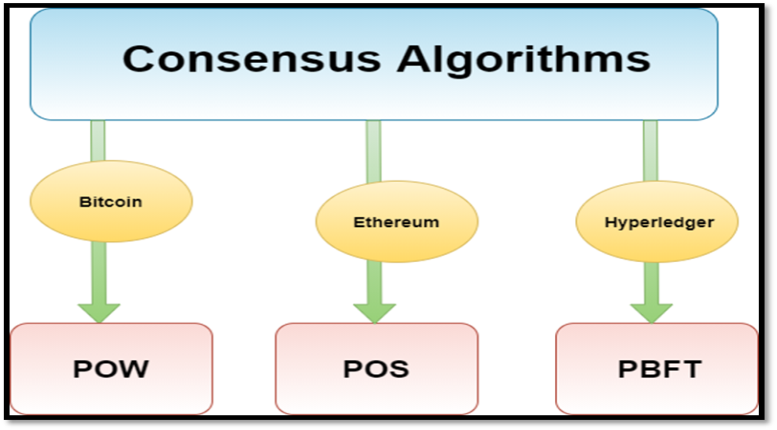 Consensus Algorithms
Bitcoin
Ethereum
Hyperledger
POW
POS
PBFT